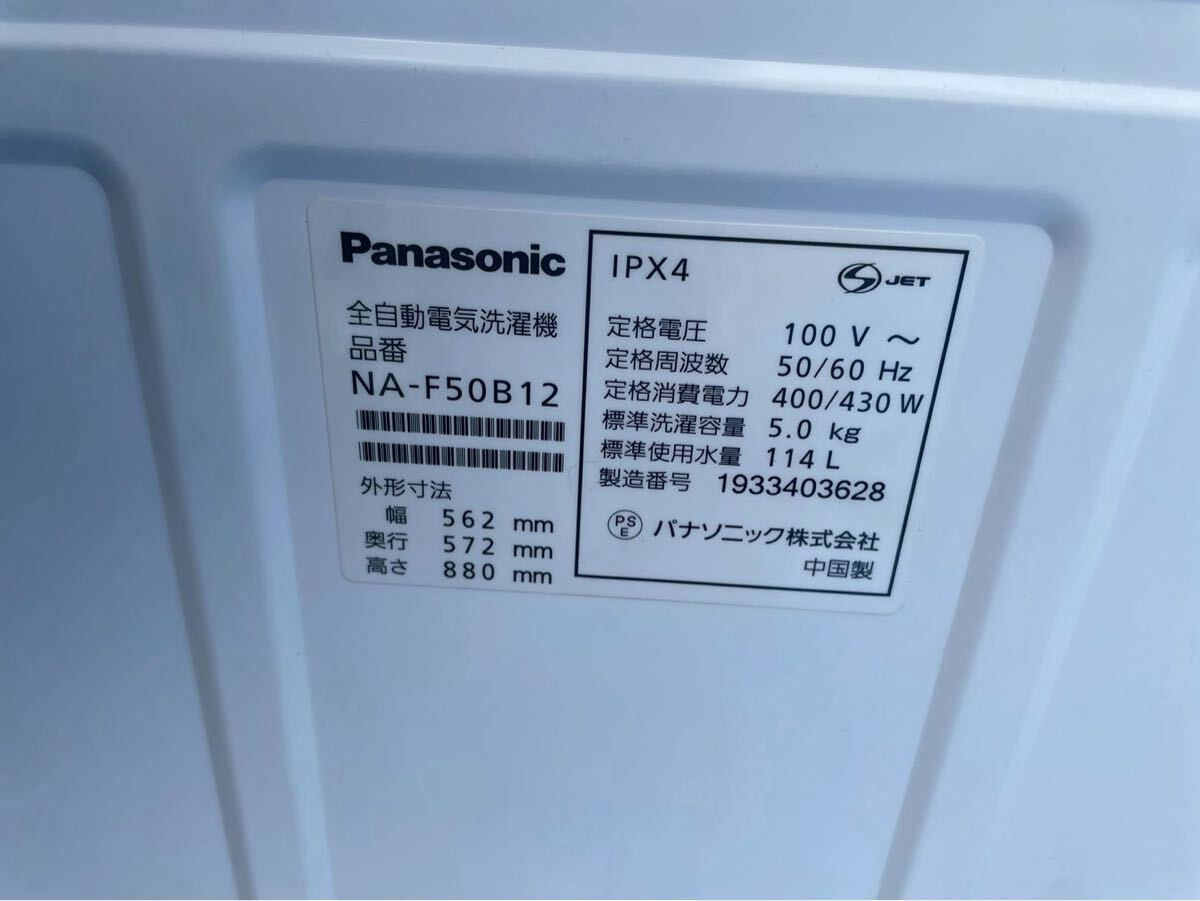 Panasonic
全自動電気洗濯機
品番
NA-F50B12
外形寸法
幅 562 mm
奥行 572 mm
高さ 880 mm
IPX4
S JET
定格電圧 100 V ～
定格周波数 50/60 Hz
定格消費電力 400/430 W
標準洗濯容量 5.0 kg
標準使用水量 114 L
製造番号 1933403628
PS
E
パナソニック株式会社
中国製